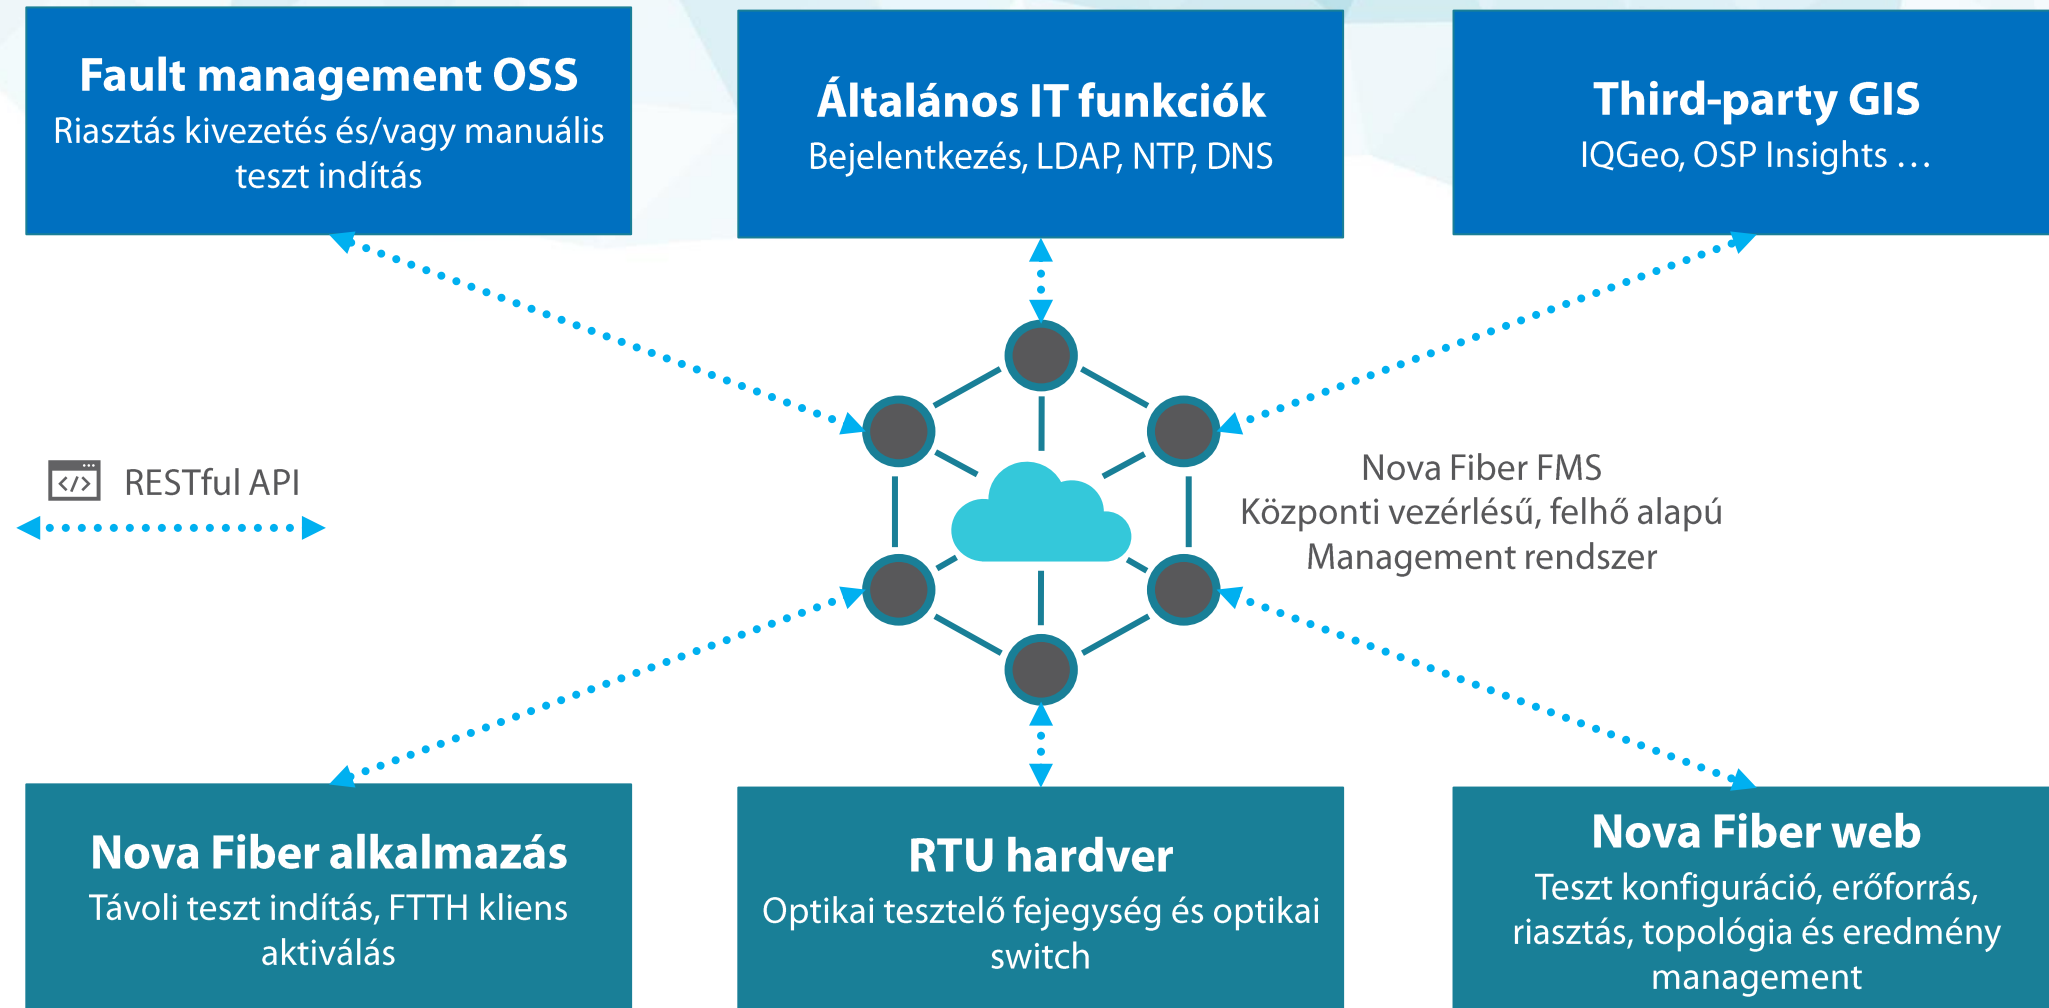 Fault management OSS
Riasztás kivezetés és/vagy manuális
teszt indítás
Általános IT funkciók
Bejelentkezés, LDAP, NTP, DNS
Third-party GIS
IQGeo, OSP Insights …
</> RESTful API
Nova Fiber FMS
Központi vezérlésű, felhő alapú
Management rendszer
Nova Fiber alkalmazás
Távoli teszt indítás, FTTH kliens
aktiválás
RTU hardver
Optikai tesztelő fejegység és optikai
switch
Nova Fiber web
Teszt konfiguráció, erőforrás,
riasztás, topológia és eredmény
management